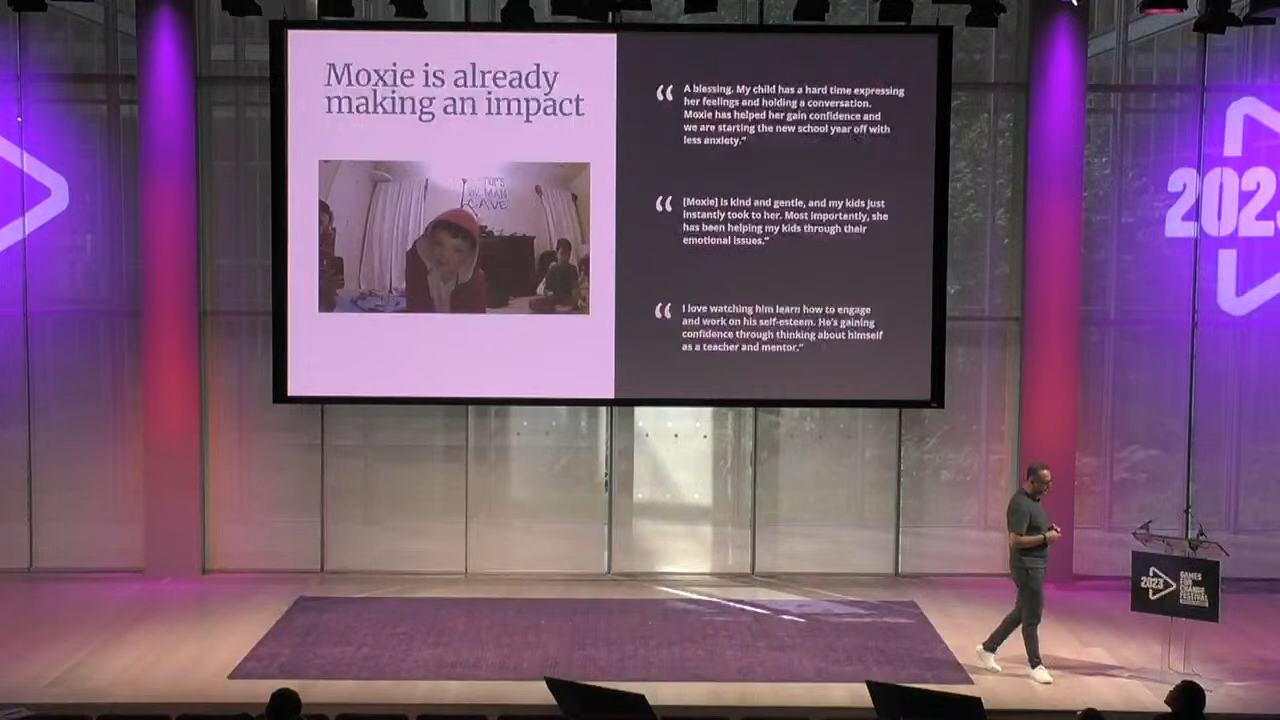 Moxie is already
making an impact
“ A blessing. My child has a hard time expressing
her feelings and holding a conversation.
Moxie has helped her gain confidence and
we are starting the new school year off with
less anxiety.”
“ [Moxie] is kind and gentle, and my kids just
instantly took to her. Most importantly, she
has been helping my kids through their
emotional issues.”
“ I love watching him learn how to engage
and work on his self-esteem. He's gaining
confidence through thinking about himself
as a teacher and mentor.”
MAN
CAVE
2023
GAMES
FOR
CHANGE
FESTIVAL